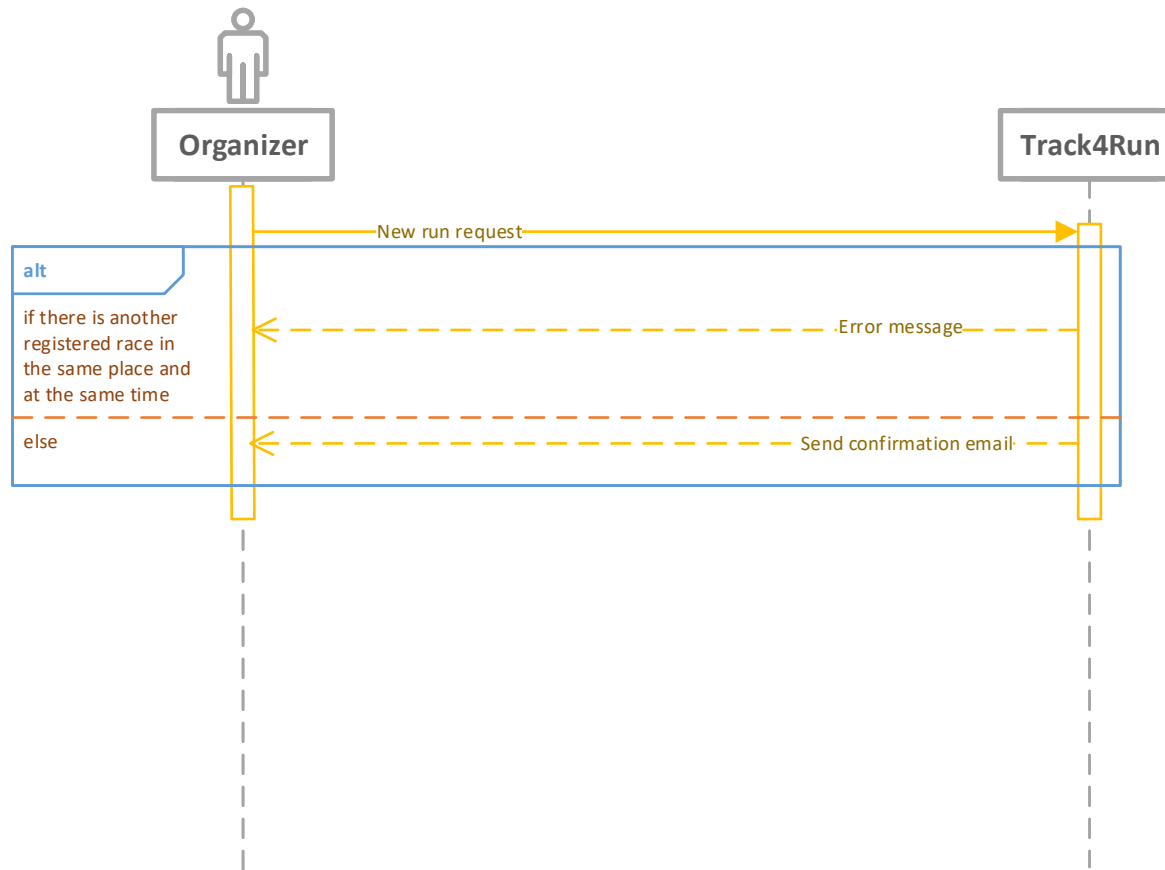 Organizer
Track4Run
New run request
alt
if there is another
registered race in
the same place and
at the same time
Error message
else
Send confirmation email